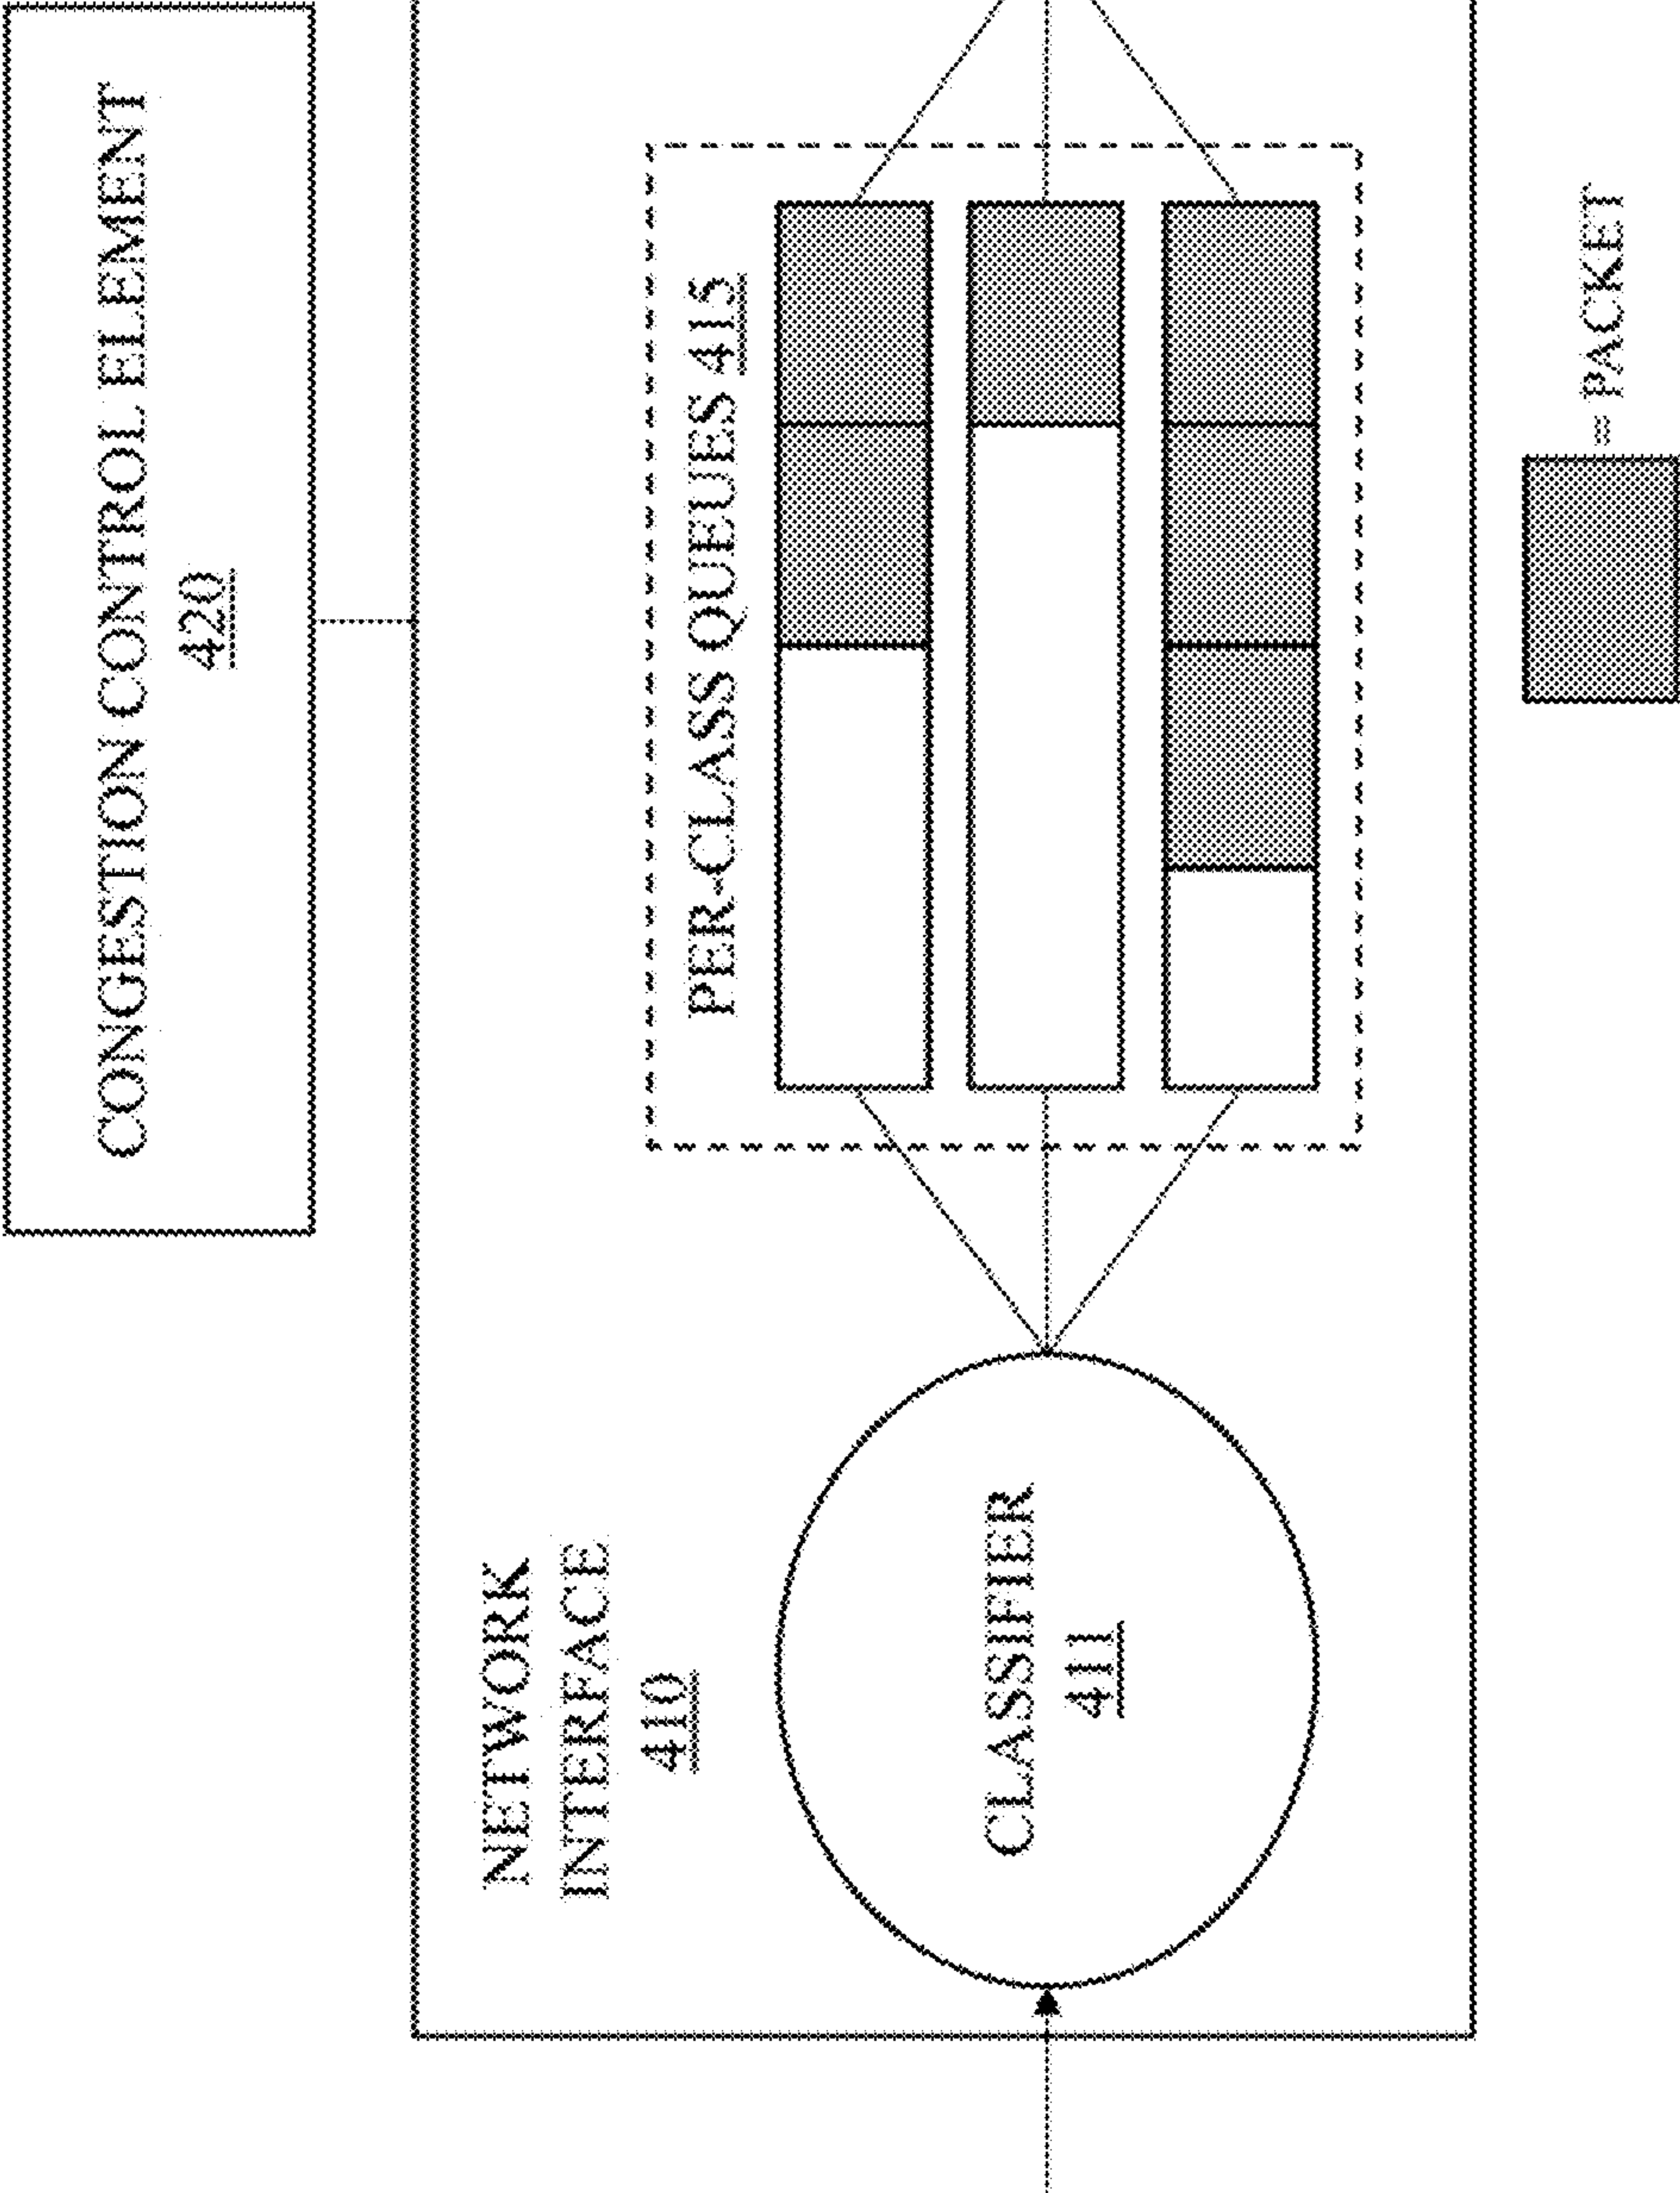 CONGESTION CONTROL ELEMENT
420
NETWORK
INTERFACE
410
PER-CLASS QUEUES 415
CLASSIFIER
411
= PACKET